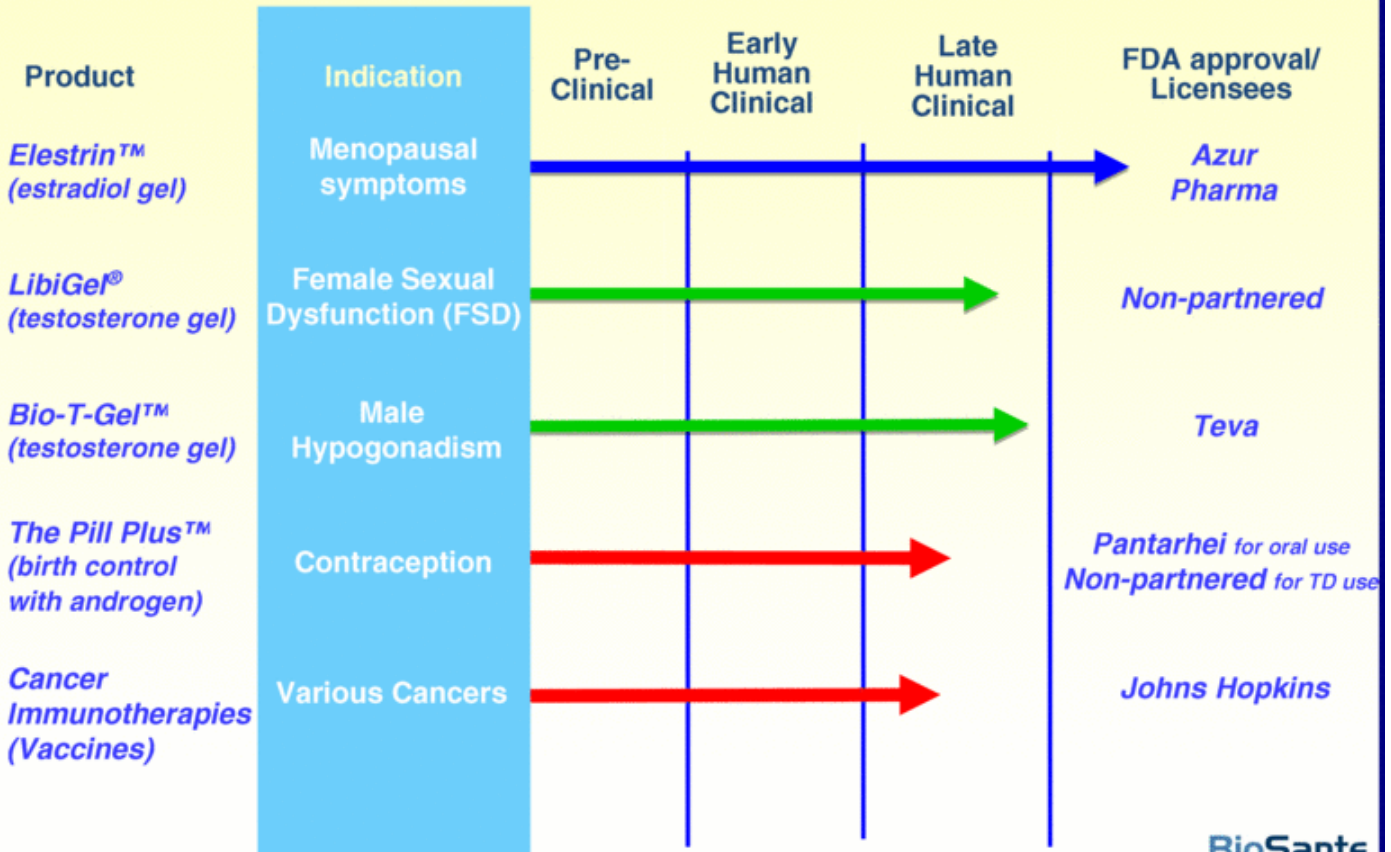 Product
Indication
Pre-
Clinical
Early
Human
Clinical
Late
Human
Clinical
FDA approval/
Licensees
Elestrin™
(estradiol gel)
Menopausal
symptoms
Azur
Pharma
LibiGel®
(testosterone gel)
Female Sexual
Dysfunction (FSD)
Non-partnered
Bio-T-Gel™
(testosterone gel)
Male
Hypogonadism
Teva
The Pill Plus™
(birth control
with androgen)
Contraception
Pantarhei for oral use
Non-partnered for TD use
Cancer
Immunotherapies
(Vaccines)
Various Cancers
Johns Hopkins
BioSante